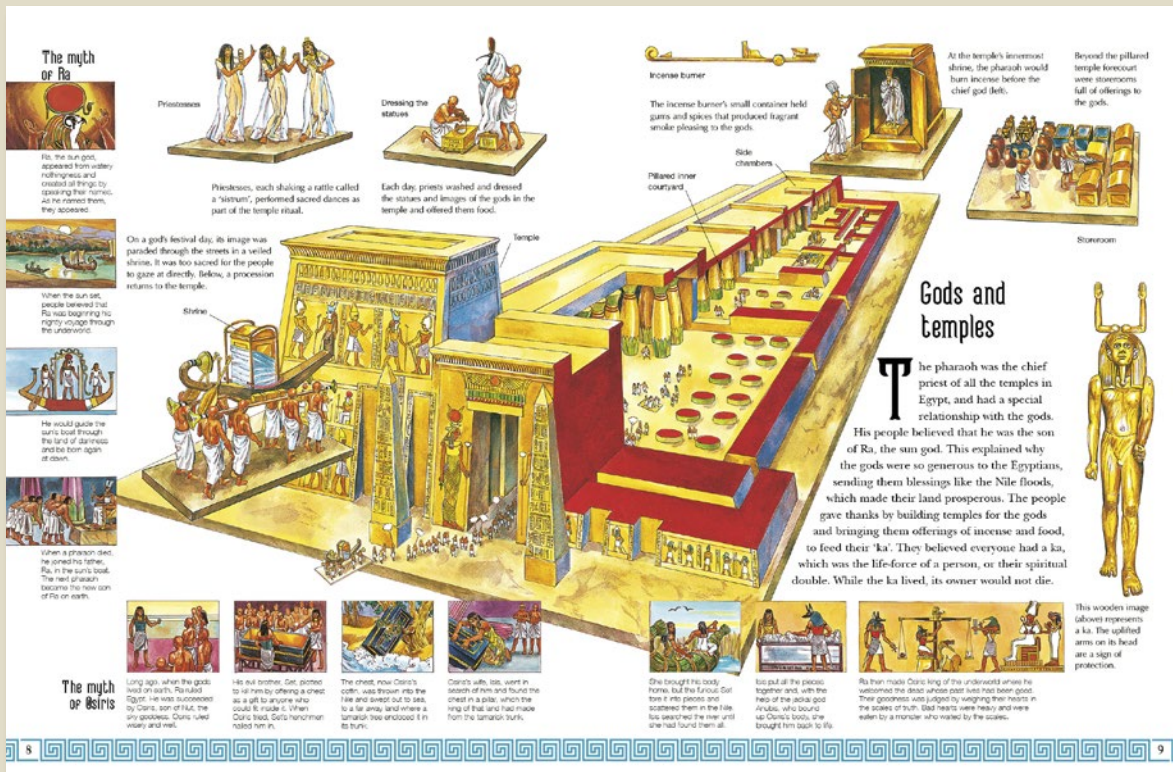 The myth
of Ra
Ra, the sun god,
appeared from watery
nothingness and
created all things by
speaking their names.
As he named them,
they appeared.
When the sun set,
people believed that
Ra was beginning his
nightly voyage through
the underworld.
He would guide the
sun's boat through
the land of darkness
and be born again
at dawn.
When a pharaoh died,
he joined his father,
Ra, in the sun's boat.
The next pharaoh
became the new son
of Ra on earth.
Priestesses
Priestesses, each shaking a rattle called
a 'sistrum', performed sacred dances as
part of the temple ritual.
Dressing the
statues
Each day, priests washed and dressed
the statues and images of the gods in the
temple and offered them food.
On a god's festival day, its image was
paraded through the streets in a veiled
shrine. It was too sacred for the people
to gaze at directly. Below, a procession
returns to the temple.
Shrine
Temple
Incense burner
The incense burner's small container held
gums and spices that produced fragrant
smoke pleasing to the gods.
Side
chambers
Pillared inner
courtyard
At the temple's innermost
shrine, the pharaoh would
burn incense before the
chief god (left).
Beyond the pillared
temple forecourt
were storerooms
full of offerings to
the gods.
Storeroom
Gods and
temples
The pharaoh was the chief
priest of all the temples in
Egypt, and had a special
relationship with the gods.
His people believed that he was the son
of Ra, the sun god. This explained why
the gods were so generous to the Egyptians,
sending them blessings like the Nile floods,
which made their land prosperous. The people
gave thanks by building temples for the gods
and bringing them offerings of incense and food,
to feed their 'ka'. They believed everyone had a ka,
which was the life-force of a person, or their spiritual
double. While the ka lived, its owner would not die.
This wooden image
(above) represents
a ka. The uplifted
arms on its head
are a sign of
protection.
The myth
of Osiris
Long ago, when the gods
lived on earth, Ra ruled
Egypt. He was succeeded
by Osiris, son of Nut, the
sky goddess. Osiris ruled
wisely and well.
His evil brother, Set, plotted
to kill him by offering a chest
as a gift to anyone who
could fit inside it. When
Osiris tried, Set's henchmen
nailed him in.
The chest, now Osiris's
coffin, was thrown into the
Nile and swept out to sea,
to a far away land where a
tamarisk tree enclosed it in
its trunk.
Osiris's wife, Isis, went in
search of him and found the
chest in a pillar, which the
king of that land had made
from the tamarisk trunk.
She brought his body
home, but the furious Set
tore it into pieces and
scattered them in the Nile.
Isis searched the river until
she had found them all.
Isis put all the pieces
together and, with the
help of the jackal god
Anubis, who bound
up Osiris's body, she
brought him back to life.
Ra then made Osiris king of the underworld where he
welcomed the dead whose past lives had been good.
Their goodness was judged by weighing their hearts in
the scales of truth. Bad hearts were heavy and were
eaten by a monster who waited by the scales.
8
9